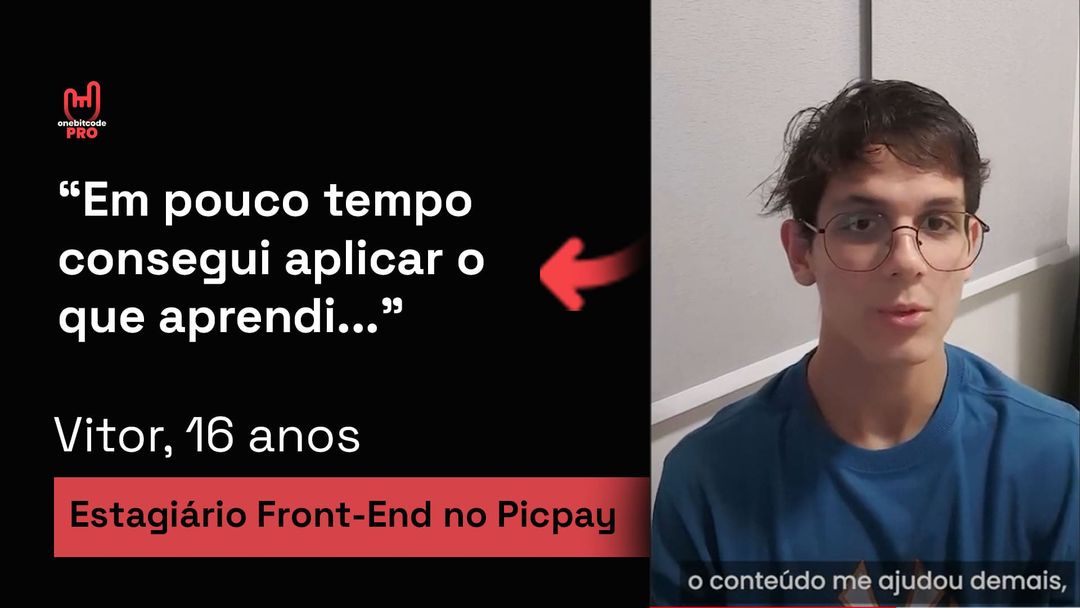 onebitcode
PRO
“Em pouco tempo
consegui aplicar o
que aprendi...”
Vitor, 16 anos
Estagiário Front-End no Picpay
o conteúdo me ajudou demais,